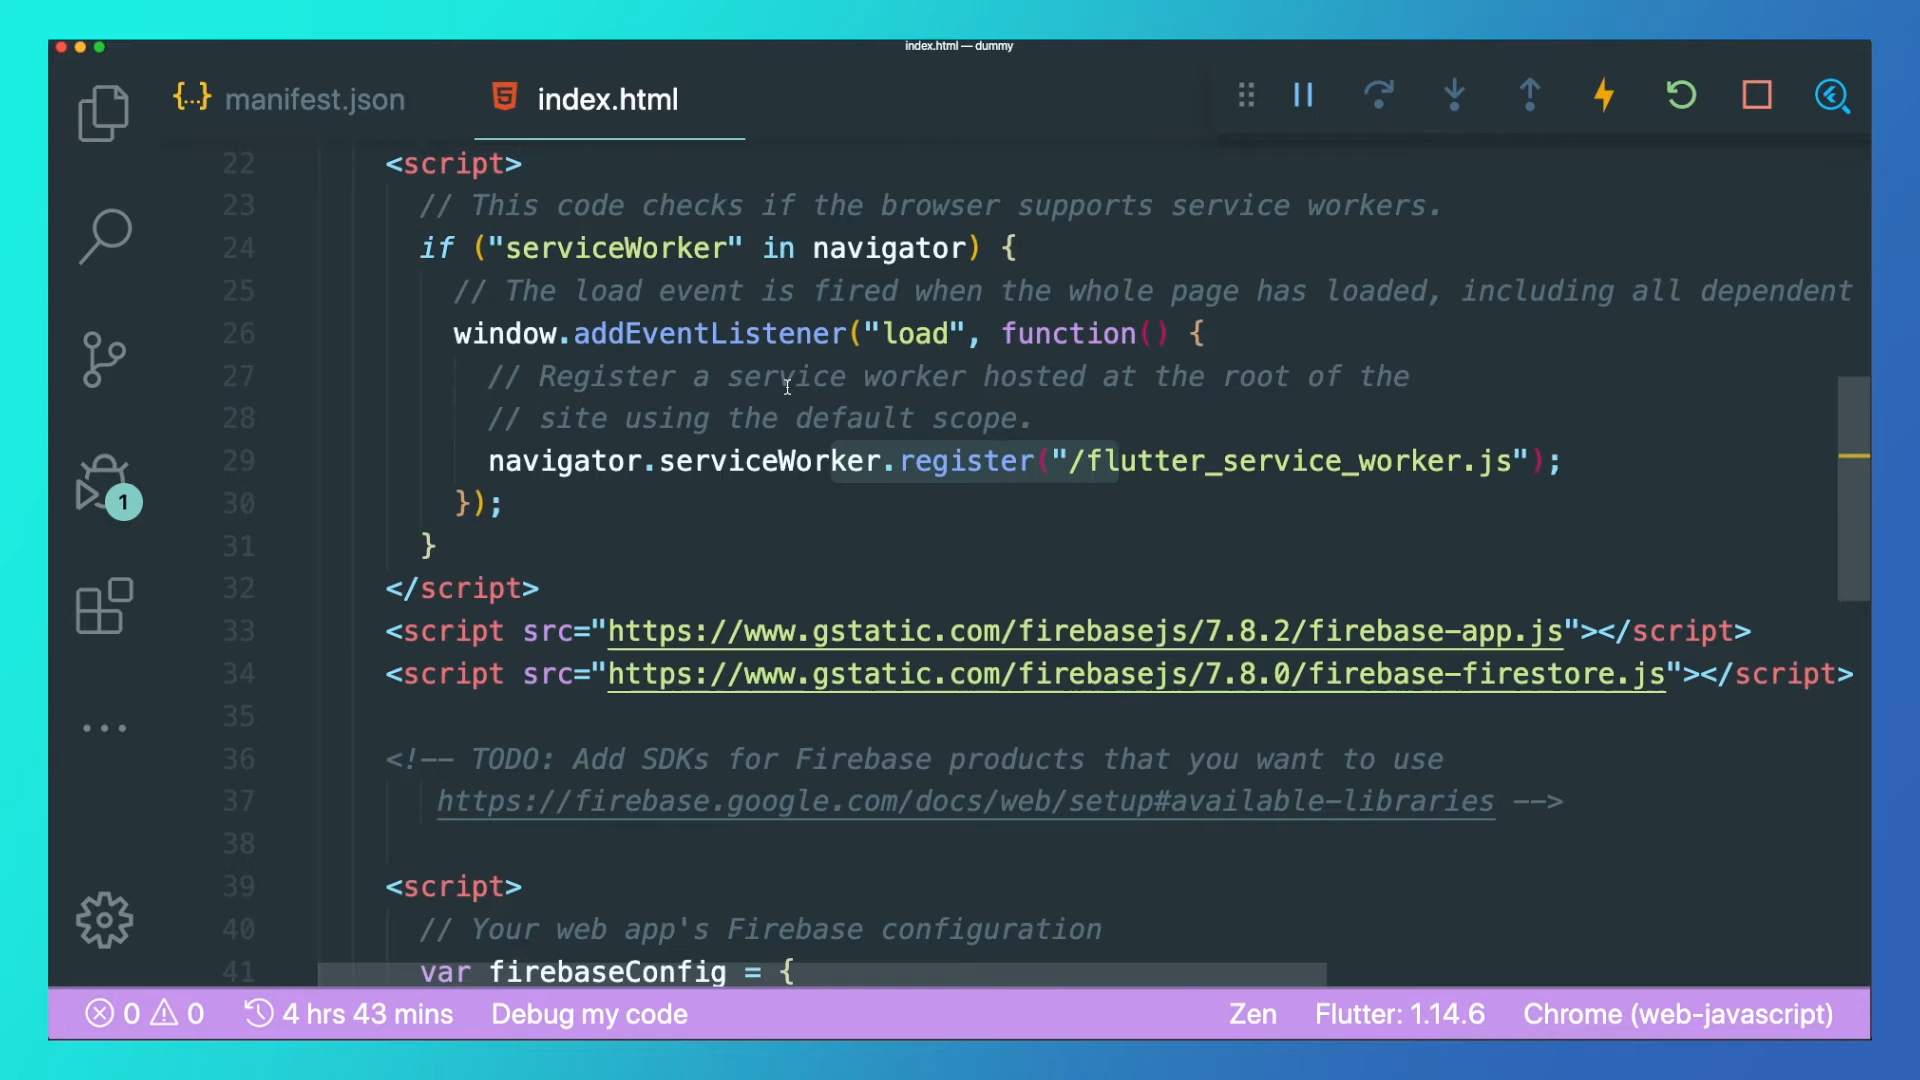 index.html — dummy
{...} manifest.json
index.html
22 <script>
23 // This code checks if the browser supports service workers.
24 if ("serviceWorker" in navigator) {
25 // The load event is fired when the whole page has loaded, including all dependent
26 window.addEventListener("load", function() {
27 // Register a service worker hosted at the root of the
28 // site using the default scope.
29 navigator.serviceWorker.register("/flutter_service_worker.js");
30 });
31 }
32 </script>
33 <script src="https://www.gstatic.com/firebasejs/7.8.2/firebase-app.js"></script>
34 <script src="https://www.gstatic.com/firebasejs/7.8.0/firebase-firestore.js"></script>
35
36 <!-- TODO: Add SDKs for Firebase products that you want to use
37 https://firebase.google.com/docs/web/setup#available-libraries -->
38
39 <script>
40 // Your web app's Firebase configuration
41 var firebaseConfig = {
1
0 0 4 hrs 43 mins Debug my code Zen Flutter: 1.14.6 Chrome (web-javascript)